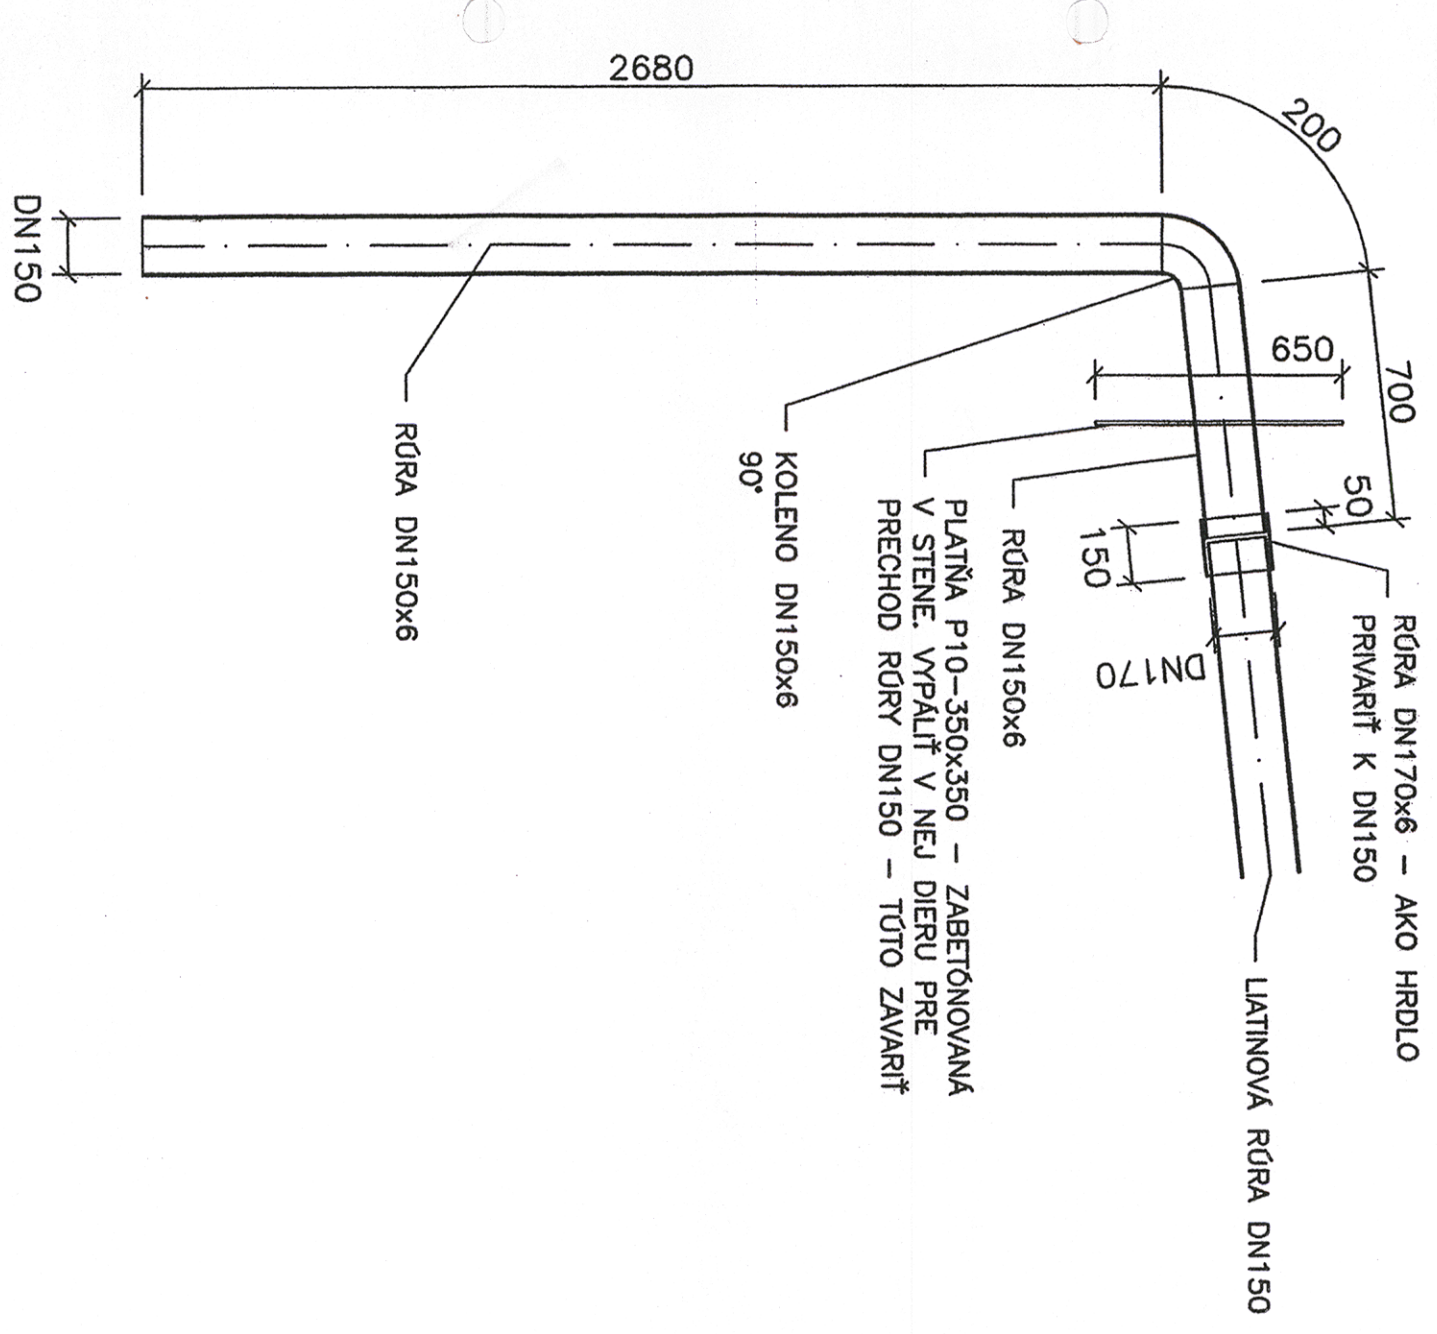 2680
200
700
650
50
150
DN150
DN170
RÚRA DN170x6 – AKO HRDLO
PRIVARIŤ K DN150
LIATINOVÁ RÚRA DN150
RÚRA DN150x6
PLATŇA P10–350x350 – ZABETÓNOVANÁ
V STENE. VYPÁLIŤ V NEJ DIERU PRE
PRECHOD RÚRY DN150 – TÚTO ZAVARIŤ
KOLENO DN150x6
90°
RÚRA DN150x6